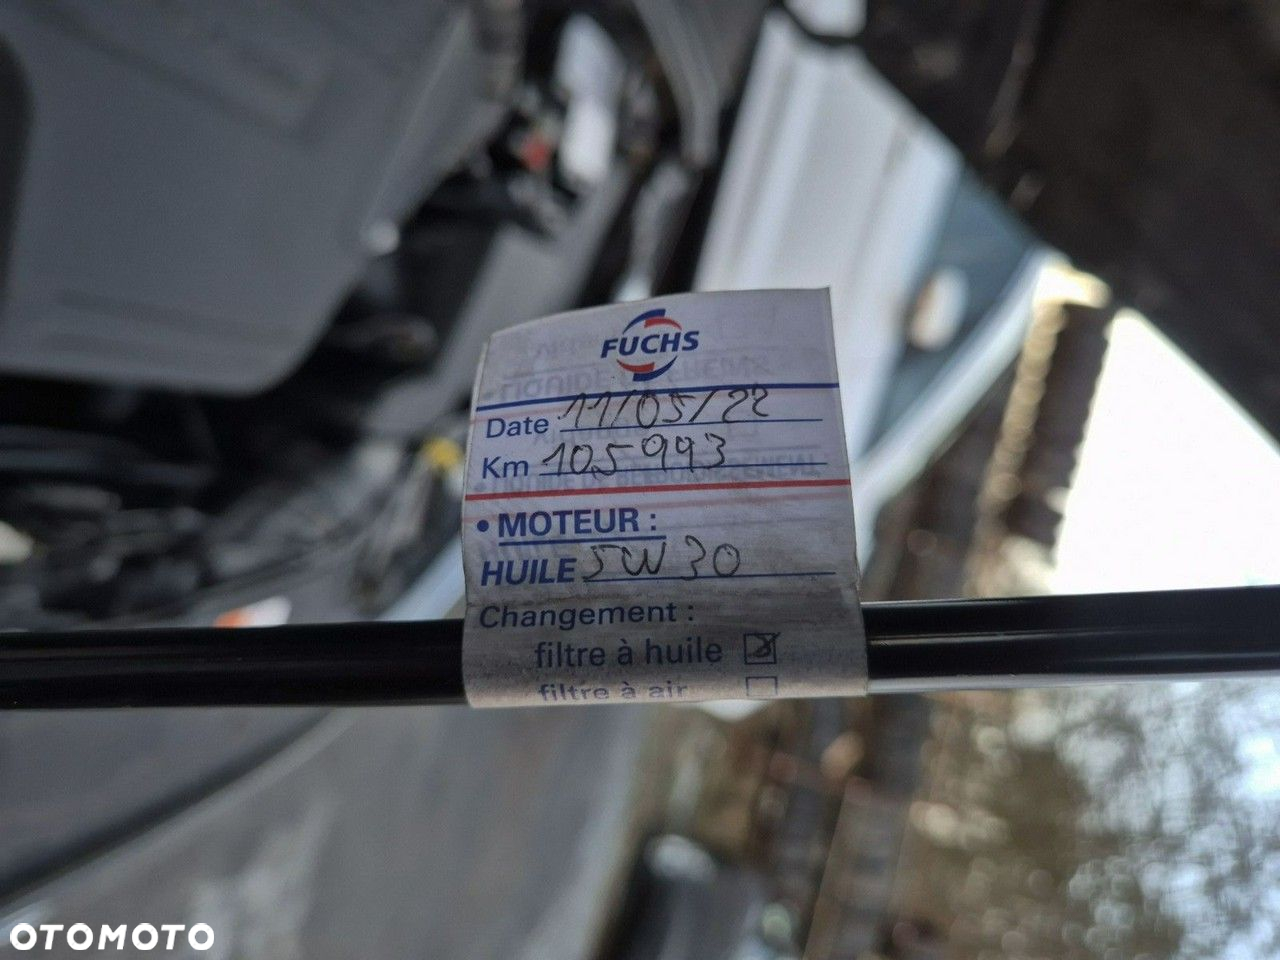 FUCHS
Date 11/05/22
Km 105993
• MOTEUR :
HUILE 5W30
Changement :
filtre à huile
filtre à air
OTOMOTO